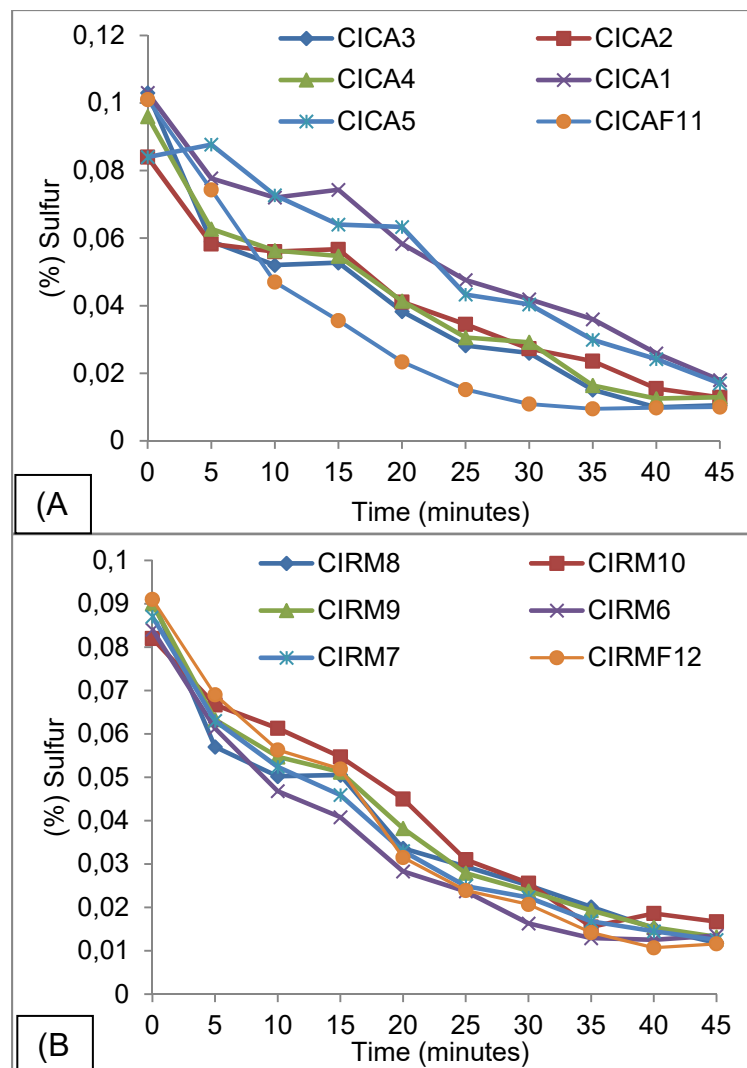 0,12
0,1
0,08
0,06
0,04
0,02
0
(%) Sulfur
CICA3 CICA2
CICA4 CICA1
CICA5 CICAF11
0 5 10 15 20 25 30 35 40 45
Time (minutes)
(A
0,1
0,09
0,08
0,07
0,06
0,05
0,04
0,03
0,02
0,01
0
(%) Sulfur
CIRM8 CIRM10
CIRM9 CIRM6
CIRM7 CIRMF12
0 5 10 15 20 25 30 35 40 45
Time (minutes)
(B